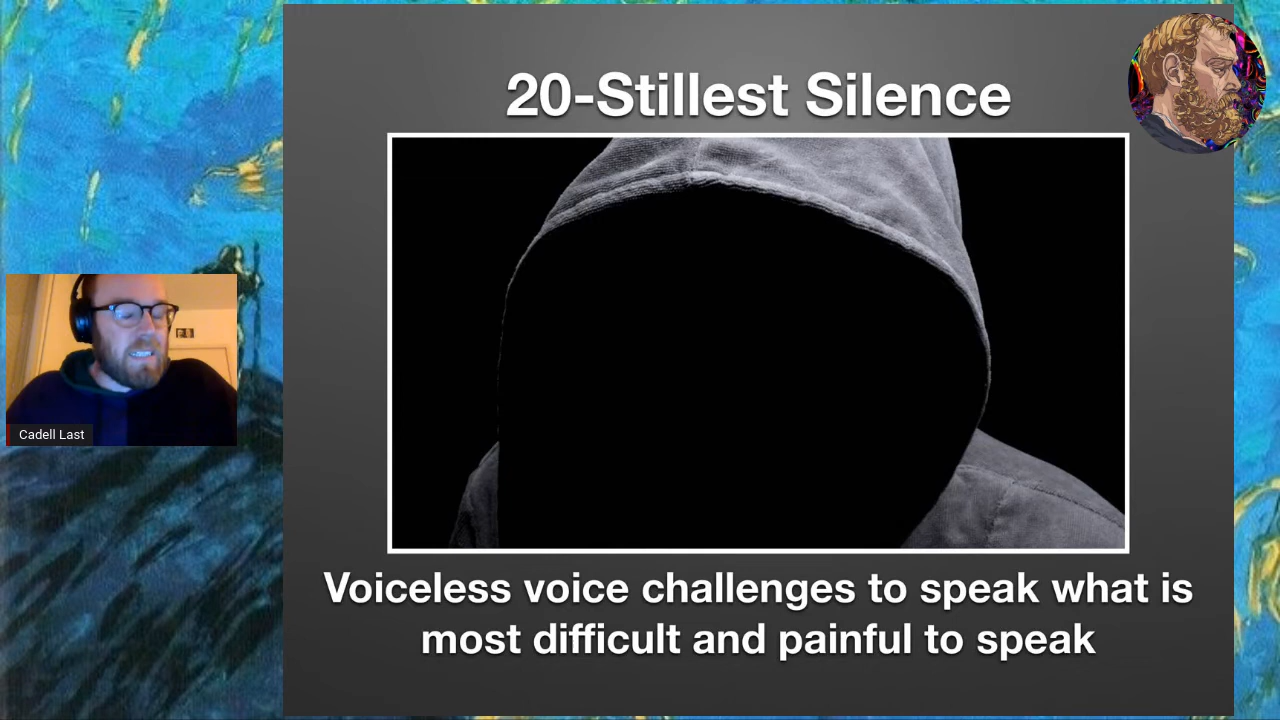 20-Stillest Silence
Cadell Last
Voiceless voice challenges to speak what is
most difficult and painful to speak